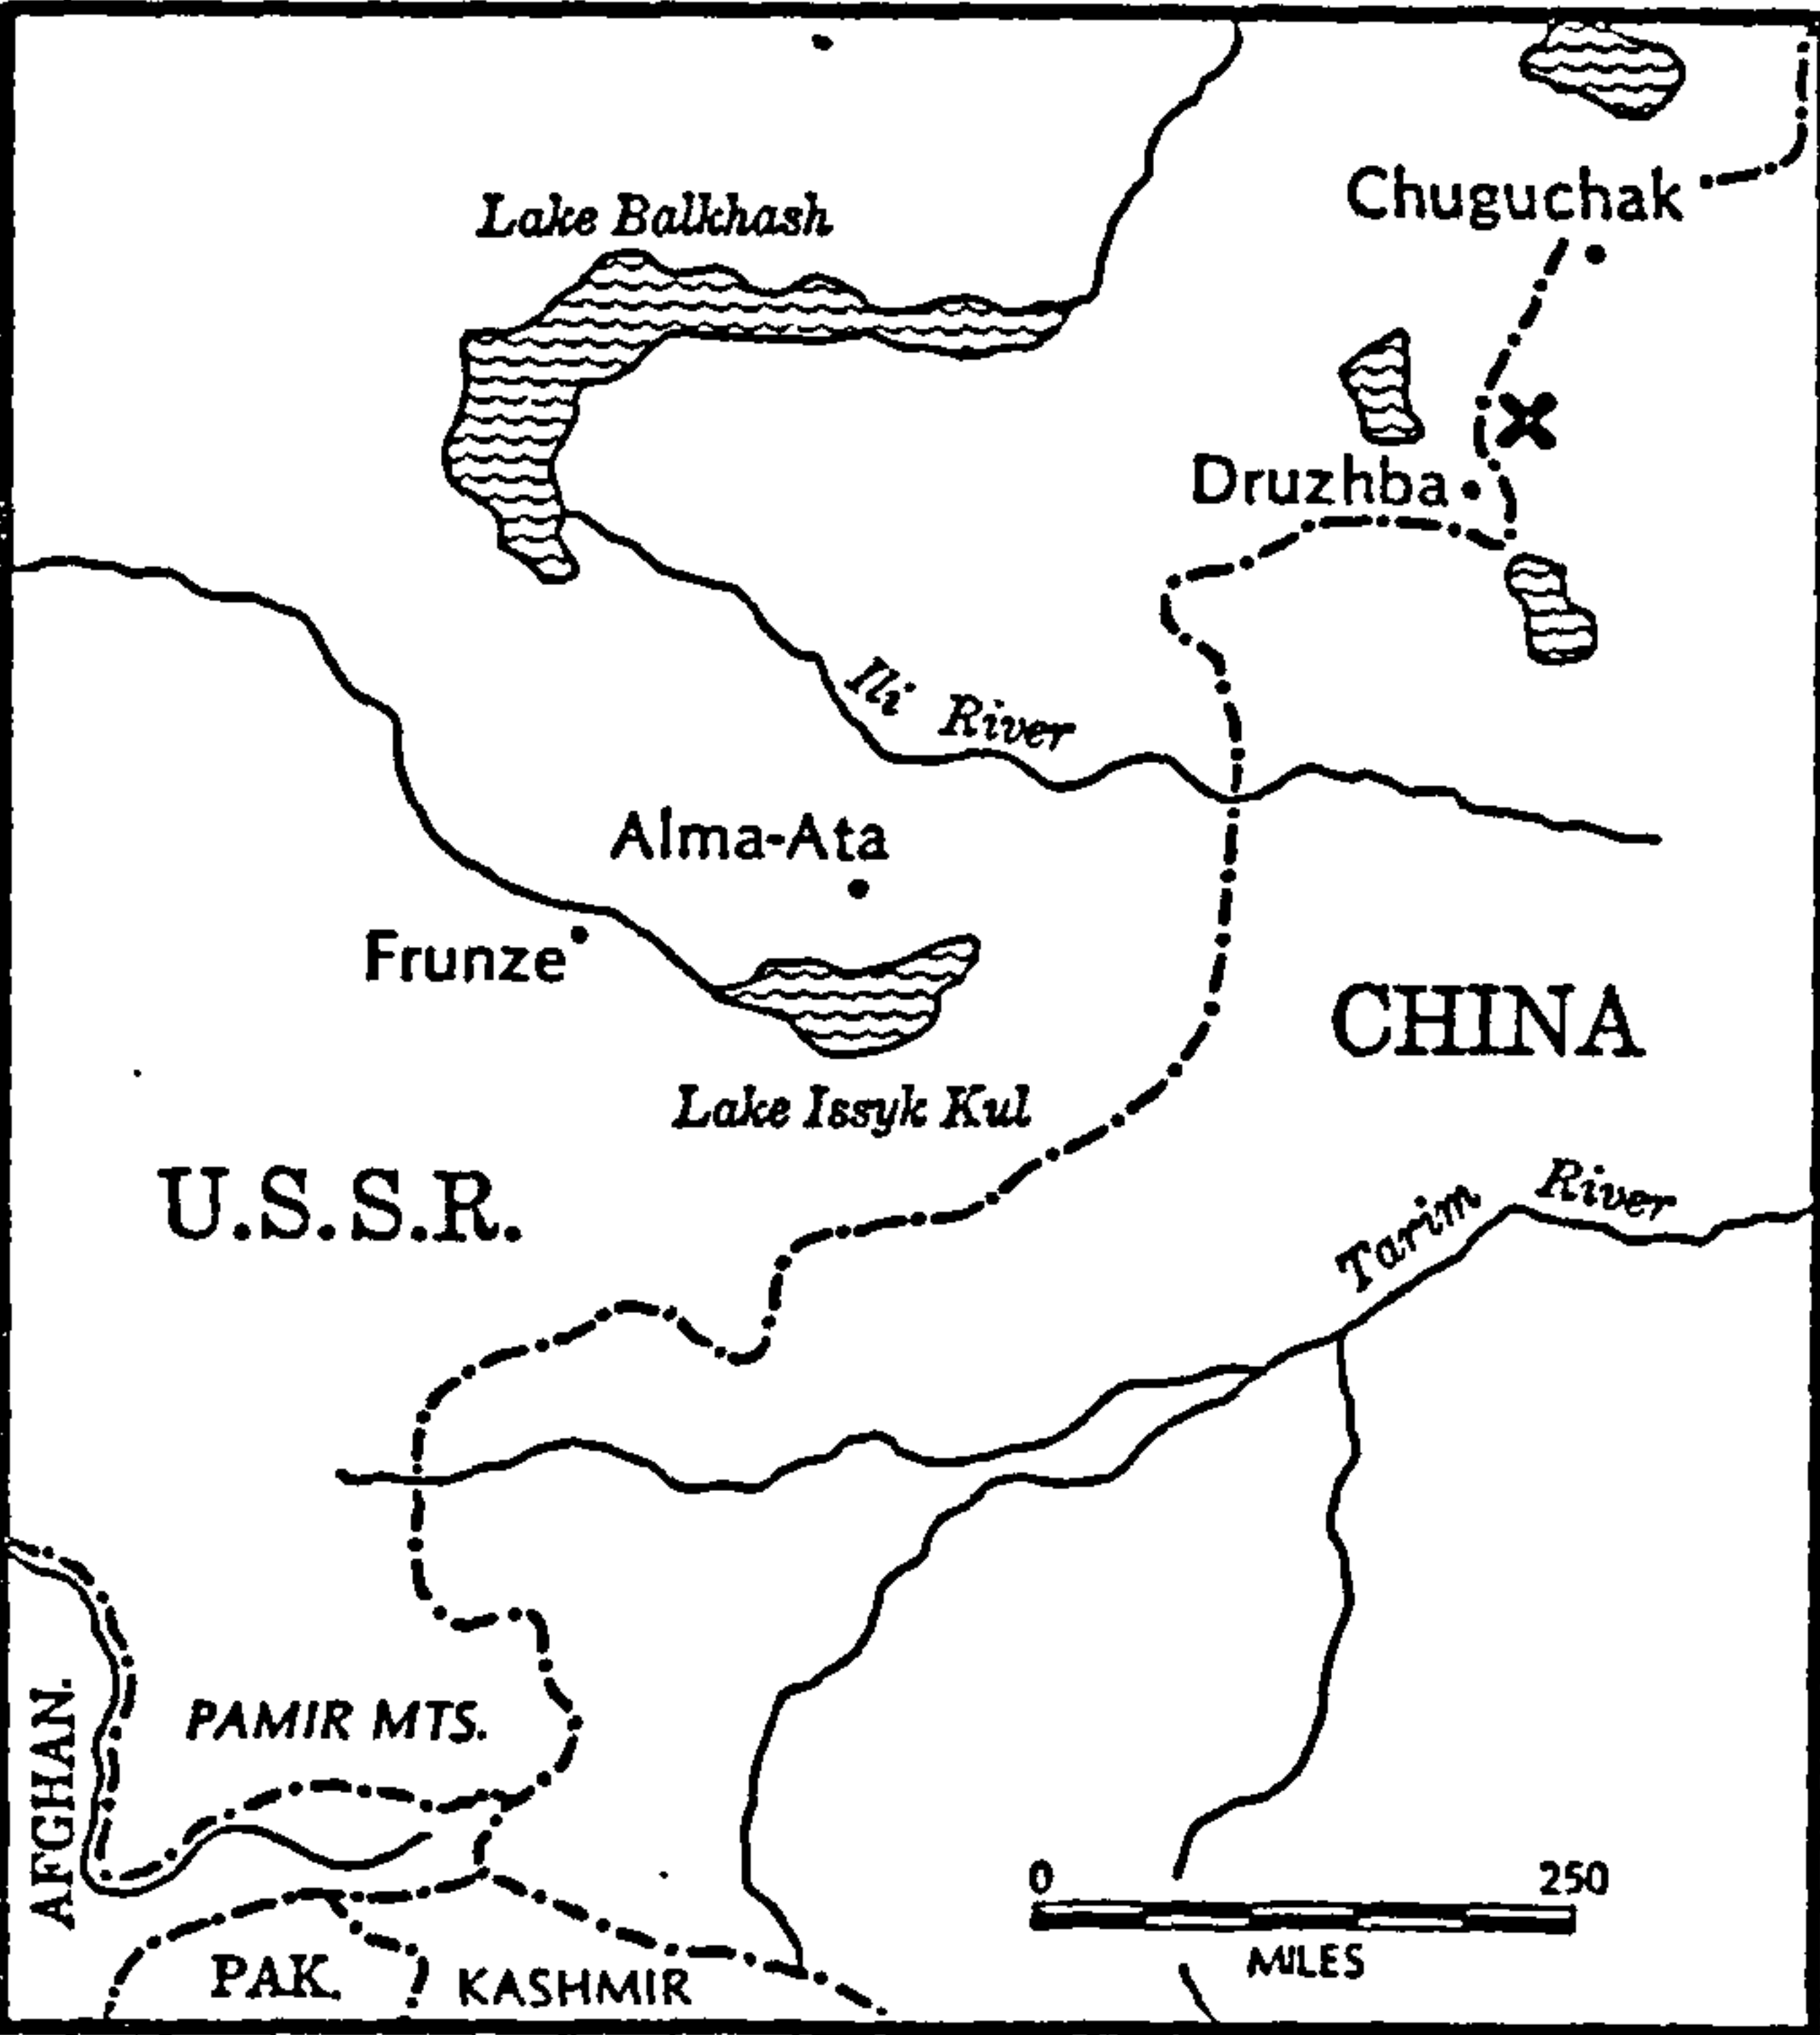 Chuguchak
Lake Balkhash
Druzhba
Ili River
Alma-Ata
Frunze
CHINA
Lake Issyk Kul
U.S.S.R.
Tarim River
PAMIR MTS.
AFGHAN.
0 250
MILES
PAK.
KASHMIR